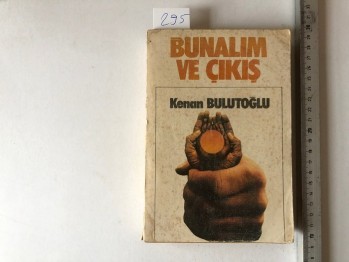 295
BUNALIM
VE ÇIKIŞ
Kenan BULUTOĞLU